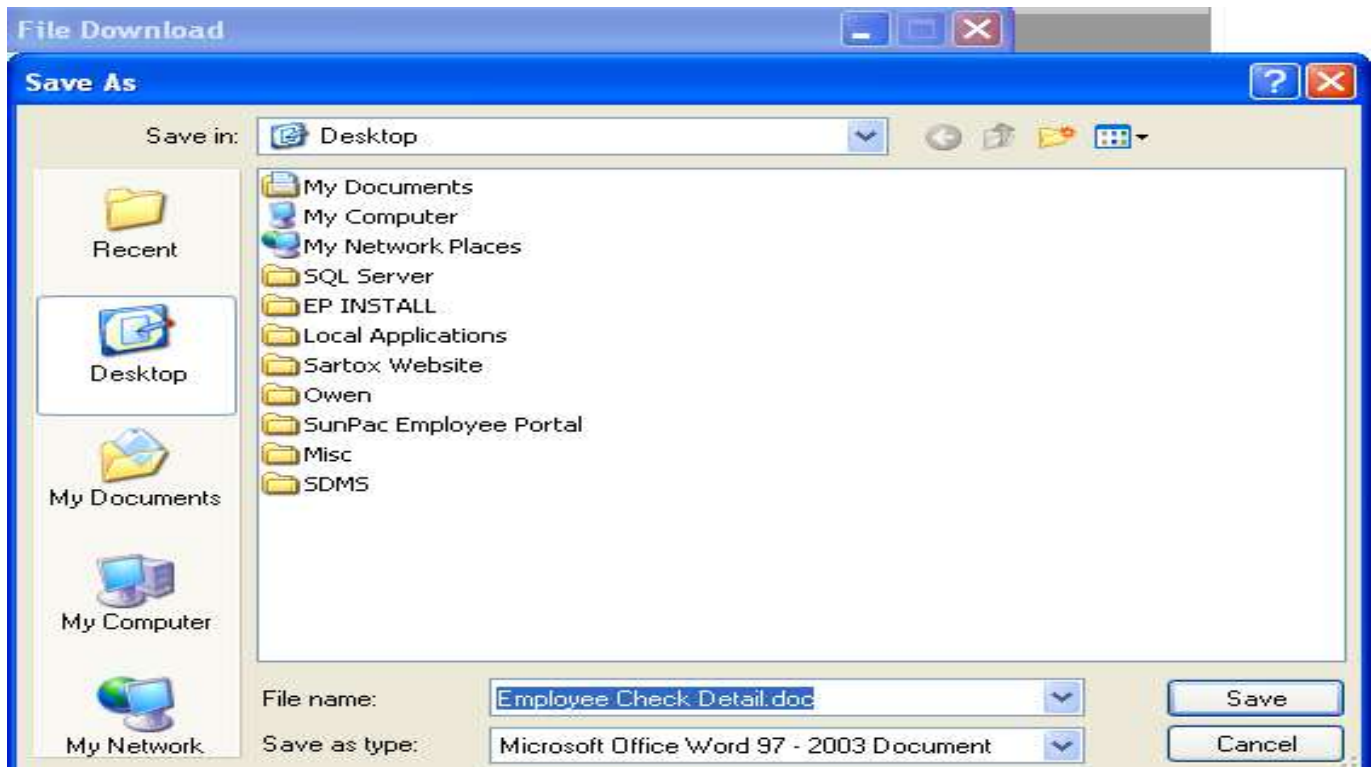 File Download
Save As
Save in: Desktop
My Documents
My Computer
My Network Places
SQL Server
EP INSTALL
Local Applications
Sartox Website
Owen
SunPac Employee Portal
Misc
SDMS
Recent
Desktop
My Documents
My Computer
My Network
File name: Employee Check Detail.doc Save
Save as type: Microsoft Office Word 97 - 2003 Document Cancel